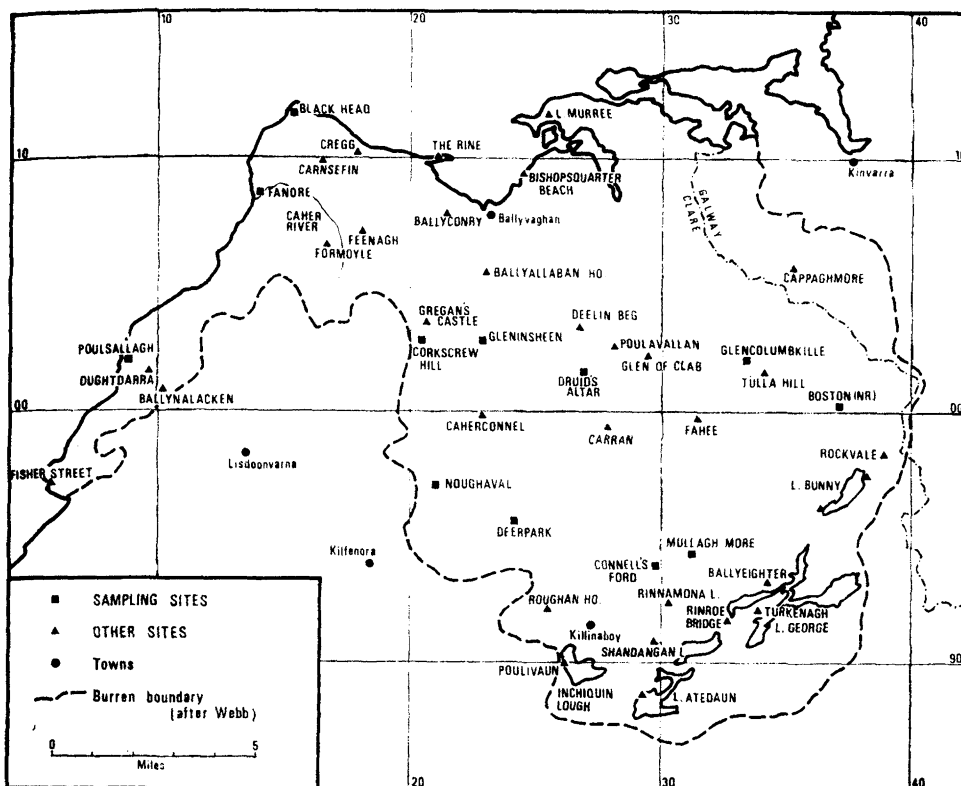 10
20
30
40
BLACK HEAD
L MURREE
CREGG
THE RINE
10
10
CARNSEFIN
BISHOPSQUARTER
BEACH
Kinvarra
FANORE
CAHER
RIVER
FEENAGH
BALLYCONRY
Ballyvaghan
GALWAY
CLARE
FORMOYLE
BALLYALLABAN HO
CAPPAGHMORE
GREGANS
CASTLE
DEELIN BEG
POULSALLAGH
CORKSCREW
HILL
GLENINSHEEN
POULAVALLAN
GLEN OF CLAB
GLENCOLUMBKILLE
OUGHTDARRA
DRUIDS
ALTAR
TULLA HILL
BALLYNALACKEN
BOSTON (NR)
00
00
CAHERCONNEL
CARRAN
FAHEE
Lisdoonvarna
ROCKVALE
FISHER STREET
NOUGHAVAL
L. BUNNY
DEERPARK
MULLAGH MORE
Kilfenora
CONNELL'S
FORD
BALLYEIGHTER
ROUGHAN HO.
RINNAMONA L.
RINROE
BRIDGE
TURKENAGH
L. GEORGE
Killinaboy
SHANDANGAN L
90
POULIVAUN
INCHIQUIN
LOUGH
L. ATEDAUN
SAMPLING SITES
OTHER SITES
Towns
Burren boundary
(after Webb)
0
5
Miles
20
30
40